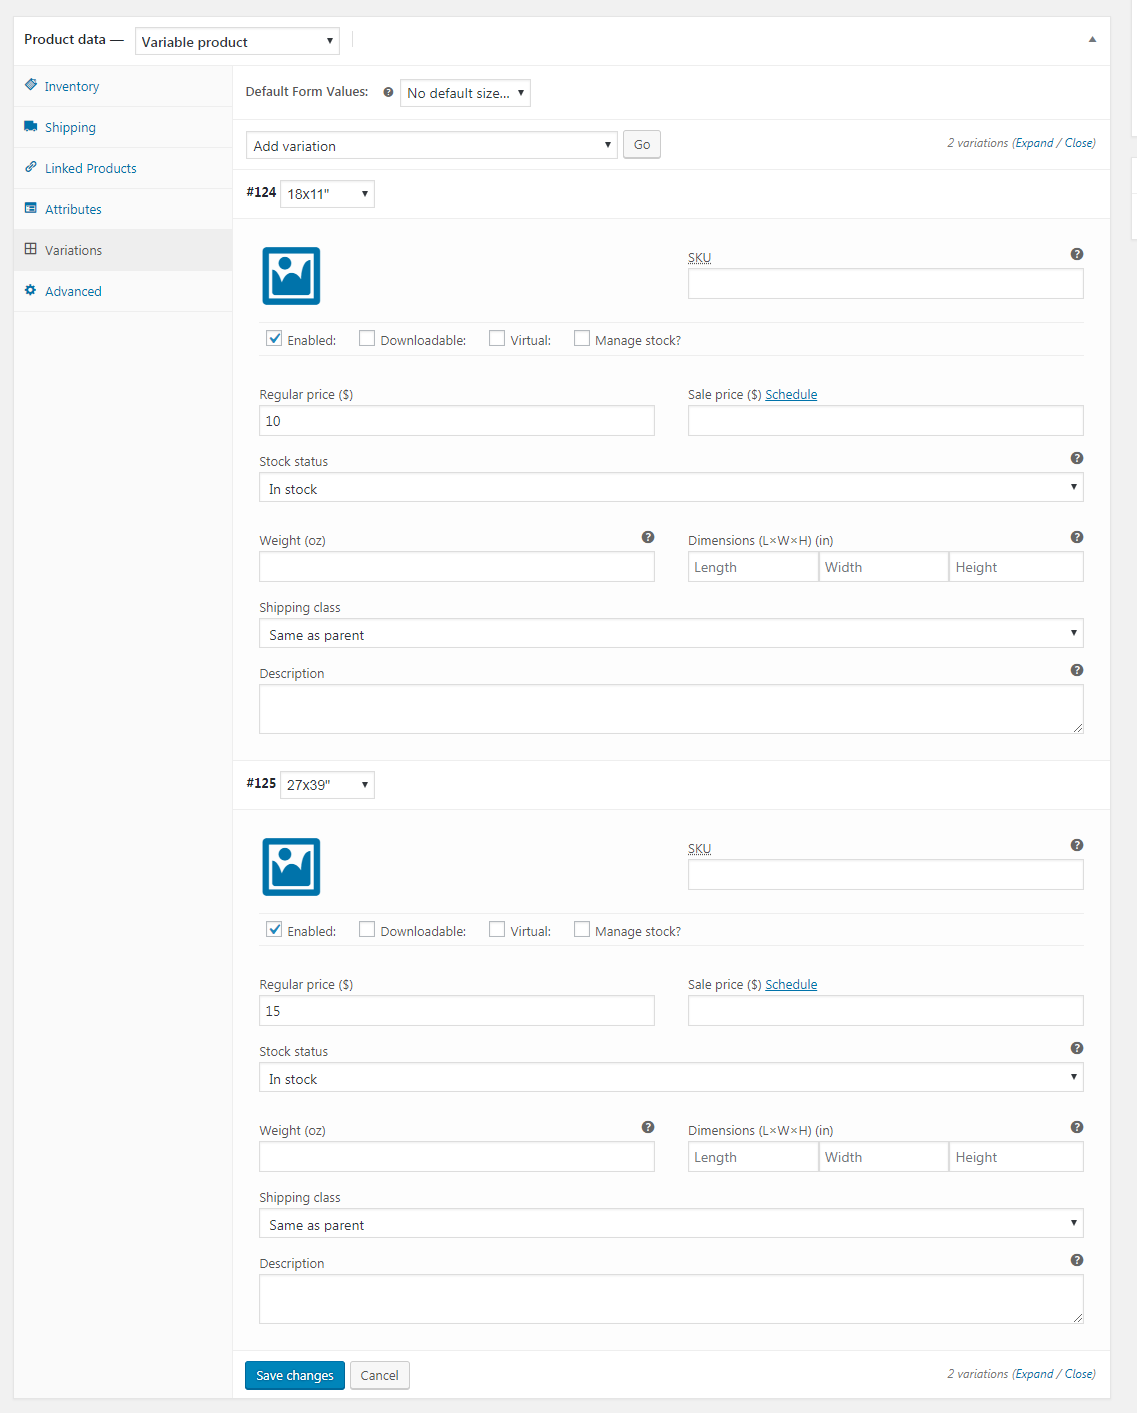 Product data — Variable product
Inventory
Shipping
Linked Products
Attributes
Variations
Advanced
Default Form Values: ? No default size...
Add variation Go 2 variations (Expand / Close)
#124 18x11"
SKU ?
Enabled: Downloadable: Virtual: Manage stock?
Regular price ($) Sale price ($) Schedule
10
Stock status ?
In stock
Weight (oz) ? Dimensions (L×W×H) (in) ?
Length Width Height
Shipping class
Same as parent
Description ?
#125 27x39"
SKU ?
Enabled: Downloadable: Virtual: Manage stock?
Regular price ($) Sale price ($) Schedule
15
Stock status ?
In stock
Weight (oz) ? Dimensions (L×W×H) (in) ?
Length Width Height
Shipping class
Same as parent
Description ?
Save changes Cancel 2 variations (Expand / Close)